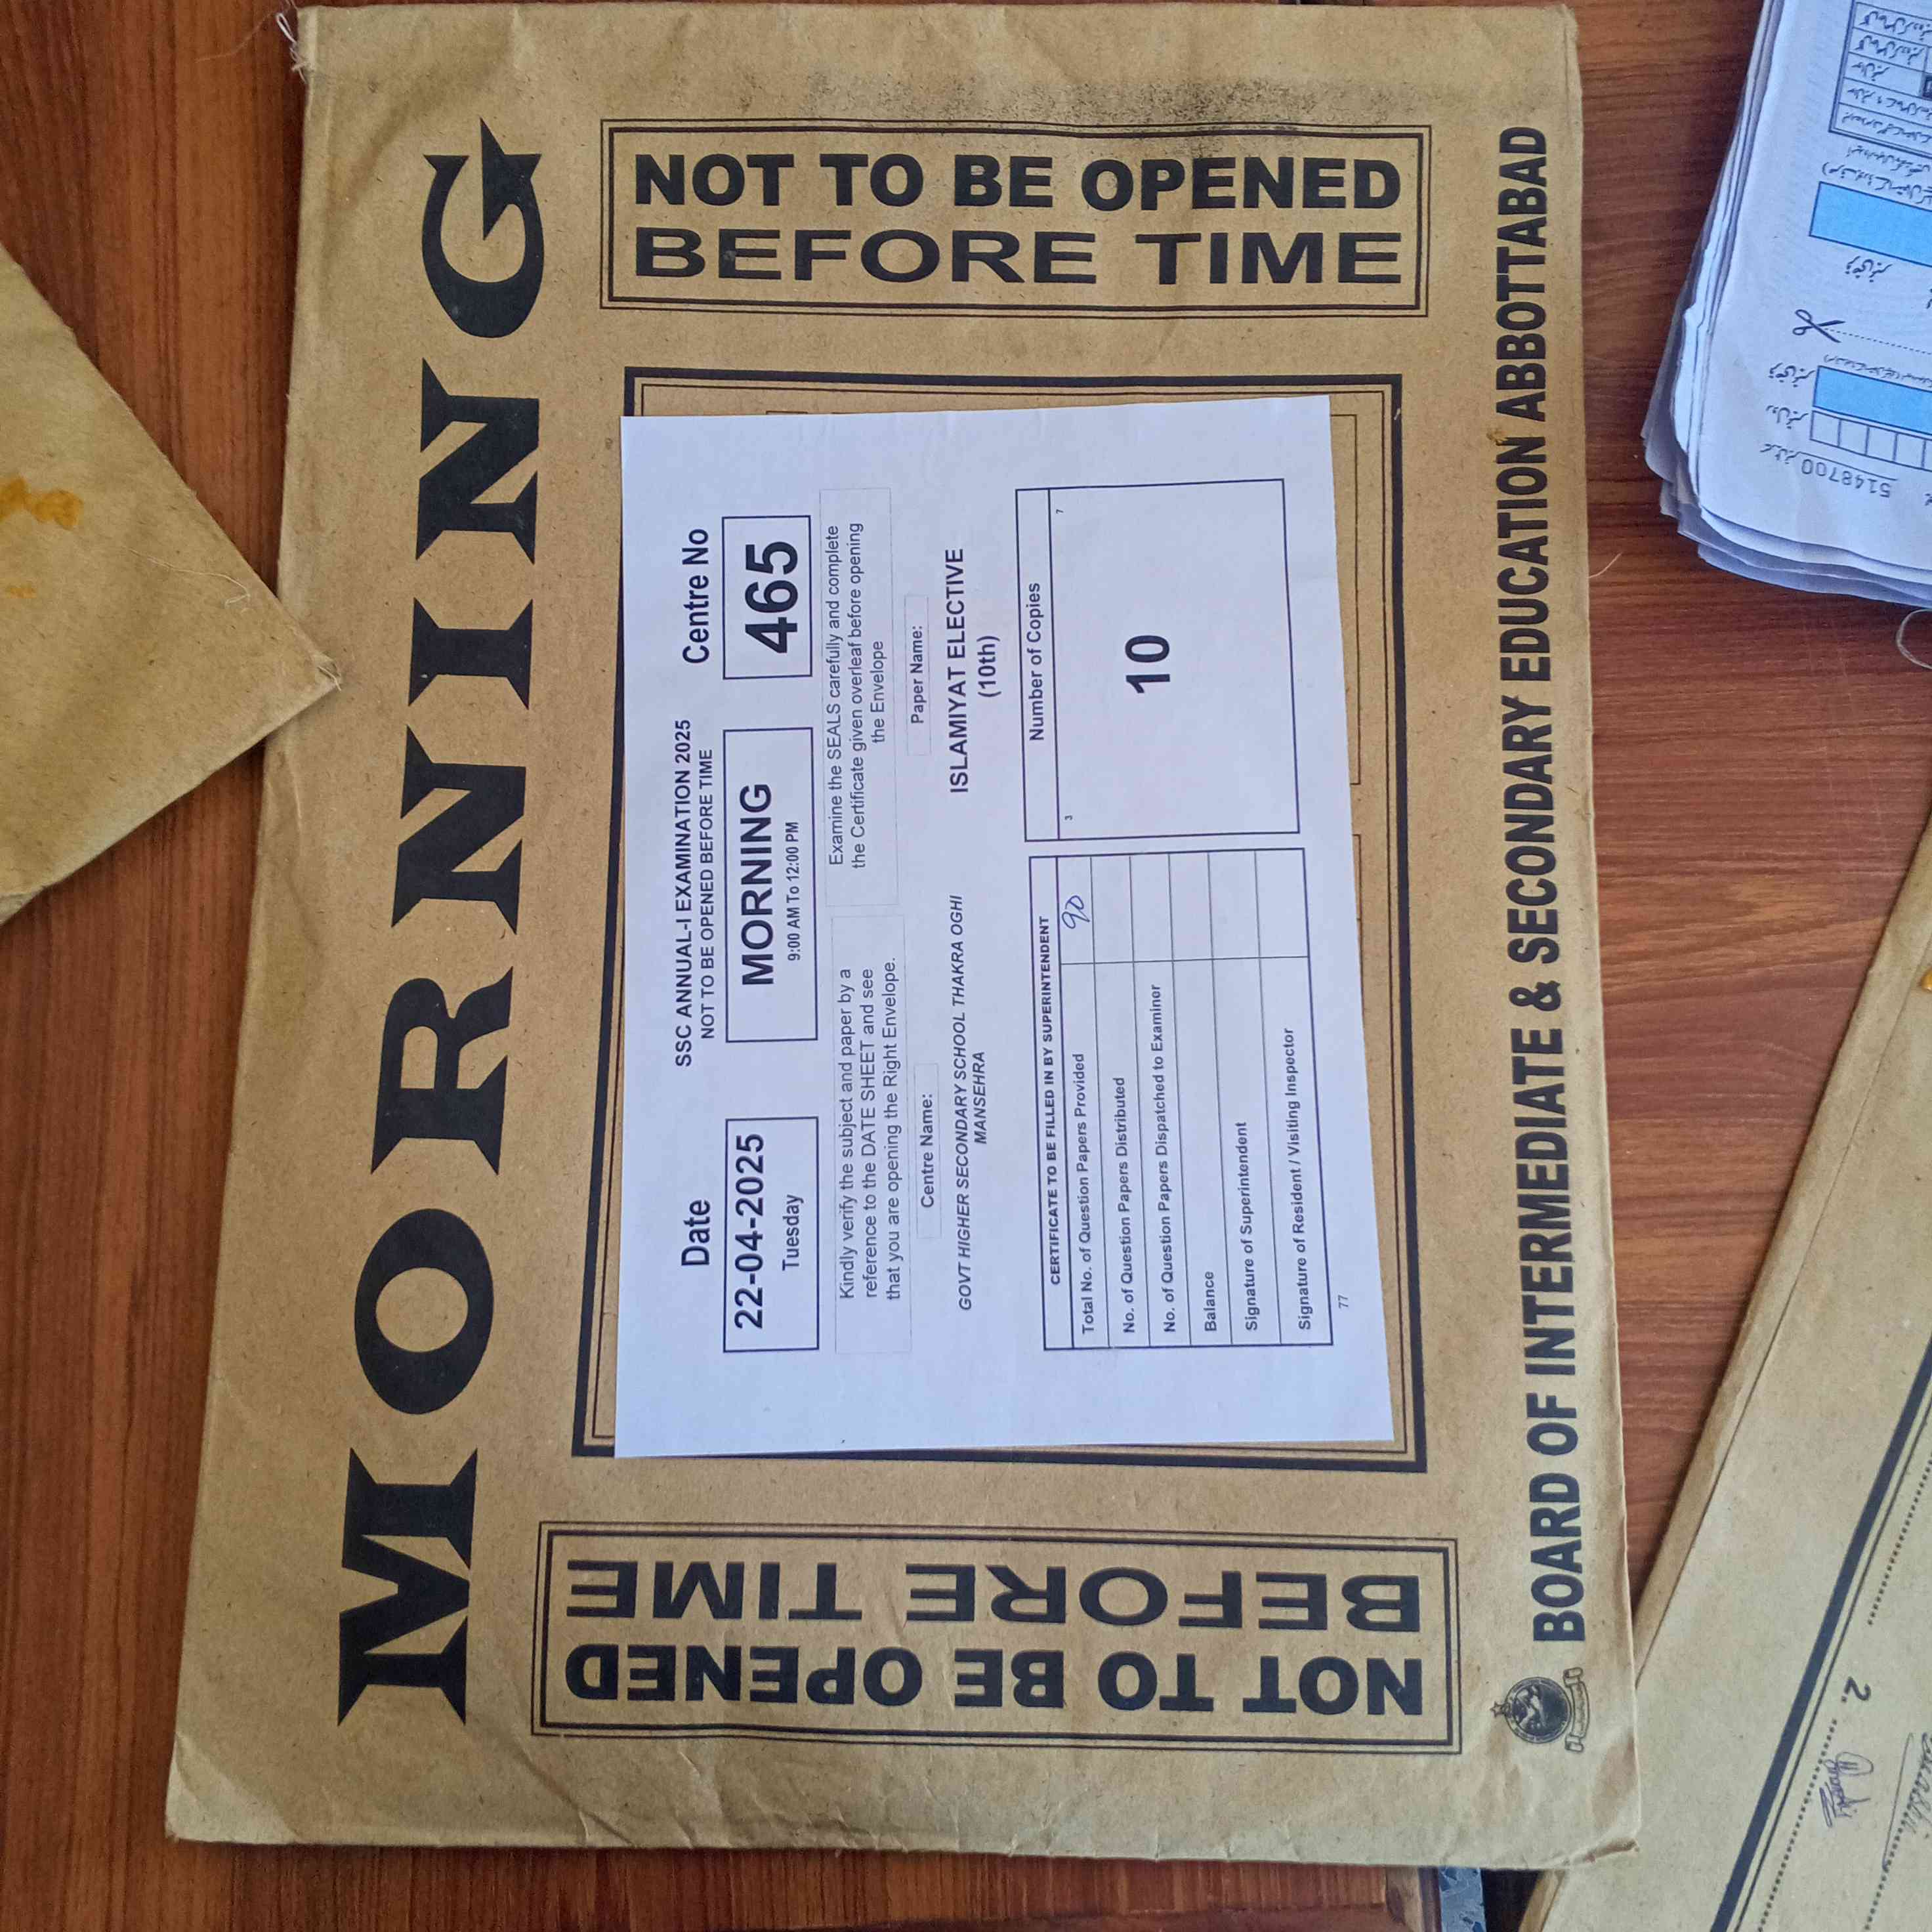 MORNING
NOT TO BE OPENED
BEFORE TIME
Date
22-04-2025
Tuesday
SSC ANNUAL-I EXAMINATION 2025
NOT TO BE OPENED BEFORE TIME
MORNING
9:00 AM To 12:00 PM
Centre No
465
Kindly verify the subject and paper by a
reference to the DATE SHEET and see
that you are opening the Right Envelope.
Examine the SEALS carefully and complete
the Certificate given overleaf before opening
the Envelope
Centre Name:
GOVT HIGHER SECONDARY SCHOOL THAKRA OGHI
MANSEHRA
Paper Name:
ISLAMIYAT ELECTIVE
(10th)
CERTIFICATE TO BE FILLED IN BY SUPERINTENDENT
Total No. of Question Papers Provided
No. of Question Papers Distributed
No. of Question Papers Dispatched to Examiner
Balance
Signature of Superintendent
Signature of Resident / Visiting Inspector
Number of Copies
3
7
10
77
NOT TO BE OPENED
BEFORE TIME
BOARD OF INTERMEDIATE & SECONDARY EDUCATION ABBOTTABAD
5148700
2.